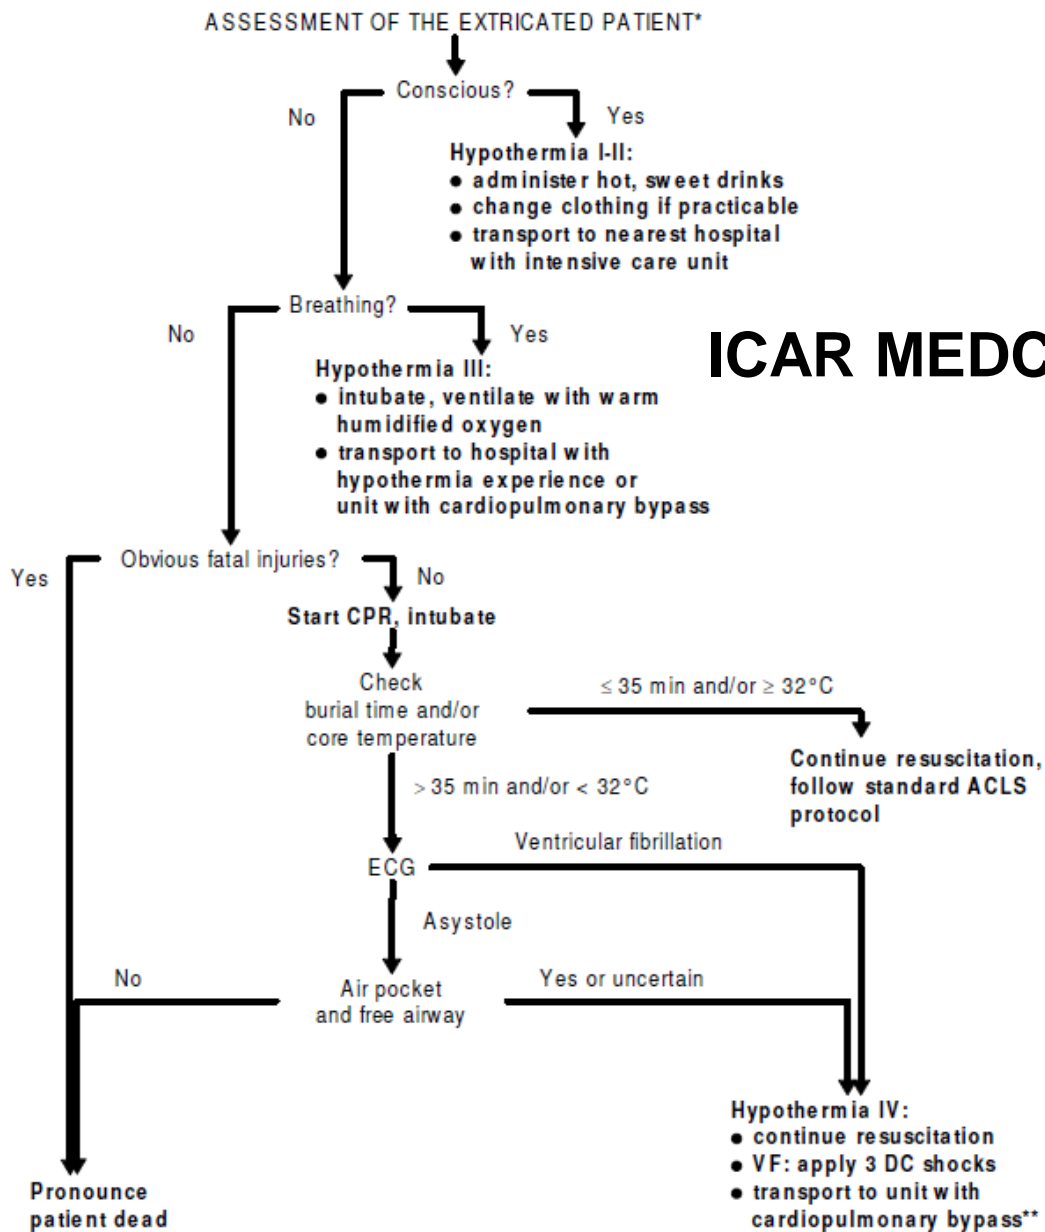 ASSESSMENT OF THE EXTRICATED PATIENT*
Conscious?
No
Yes
Hypothermia I-II:
● administer hot, sweet drinks
● change clothing if practicable
● transport to nearest hospital
with intensive care unit
Breathing?
No
Yes
ICAR MEDC
Hypothermia III:
● intubate, ventilate with warm
humidified oxygen
● transport to hospital with
hypothermia experience or
unit with cardiopulmonary bypass
Obvious fatal injuries?
Yes
No
Start CPR, intubate
Check
burial time and/or
core temperature
≤ 35 min and/or ≥ 32°C
Continue resuscitation,
follow standard ACLS
protocol
> 35 min and/or < 32°C
Ventricular fibrillation
ECG
Asystole
No
Air pocket
and free airway
Yes or uncertain
Hypothermia IV:
● continue resuscitation
● VF: apply 3 DC shocks
● transport to unit with
cardiopulmonary bypass**
Pronounce
patient dead